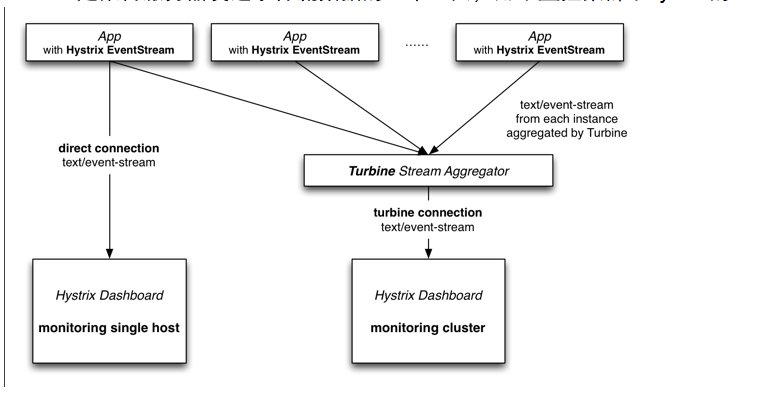 App
with Hystrix EventStream
App
with Hystrix EventStream
......
App
with Hystrix EventStream
text/event-stream
from each instance
aggregated by Turbine
direct connection
text/event-stream
Turbine Stream Aggregator
turbine connection
text/event-stream
Hystrix Dashboard
monitoring single host
Hystrix Dashboard
monitoring cluster